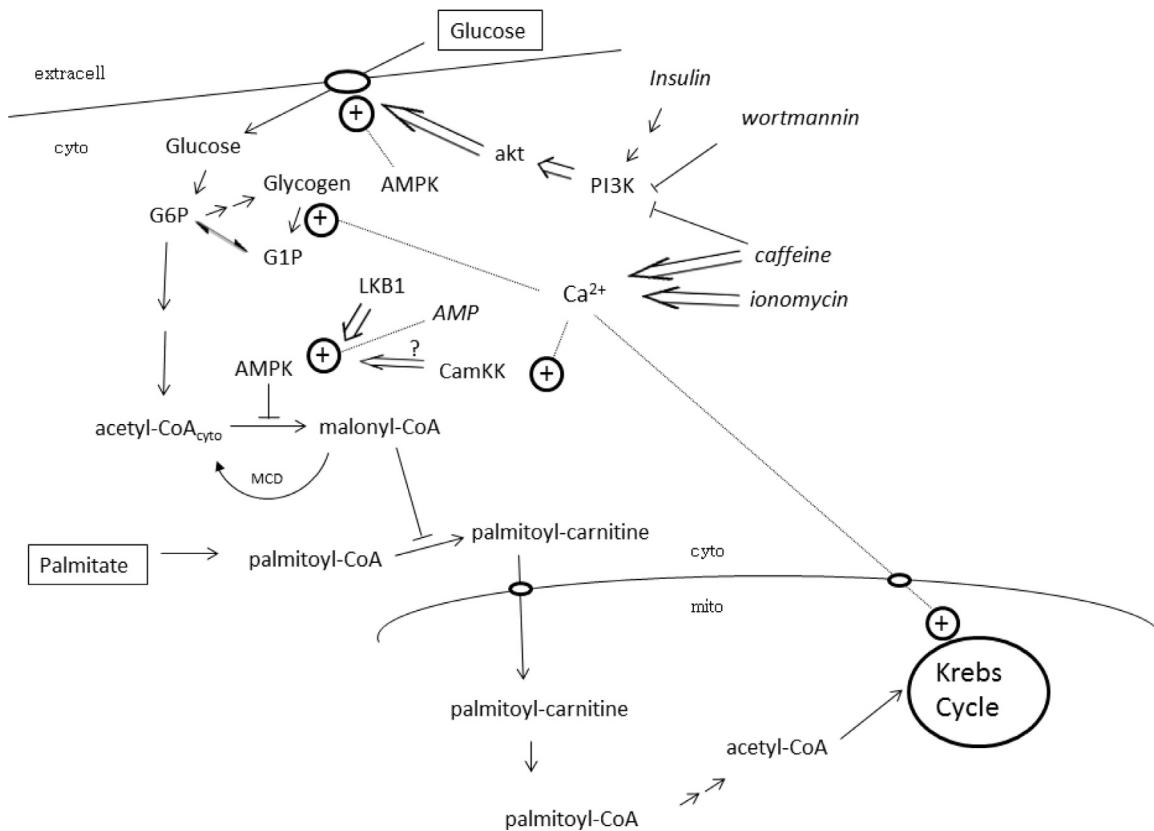 Glucose
extracell
Insulin
wortmannin
cyto
Glucose
+
akt
Glycogen
AMPK
PI3K
G6P
+
G1P
caffeine
LKB1
Ca²⁺
ionomycin
AMP
?
+
AMPK
CamKK
+
acetyl-CoAcyto
malonyl-CoA
MCD
palmitoyl-carnitine
Palmitate
palmitoyl-CoA
cyto
mito
+
Krebs
Cycle
palmitoyl-carnitine
acetyl-CoA
palmitoyl-CoA